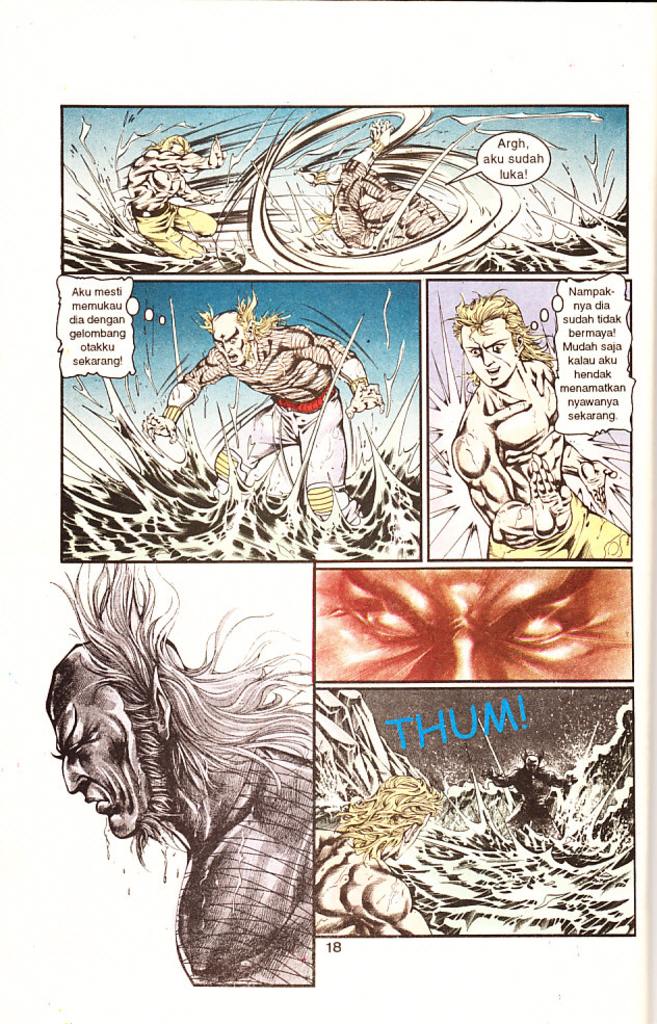 Argh,
aku sudah
luka!
Aku mesti
memukau
dia dengan
gelombang
otakku
sekarang!
Nampak-
nya dia
sudah tidak
bermaya!
Mudah saja
kalau aku
hendak
menamatkan
nyawanya
sekarang.
THUM!
18